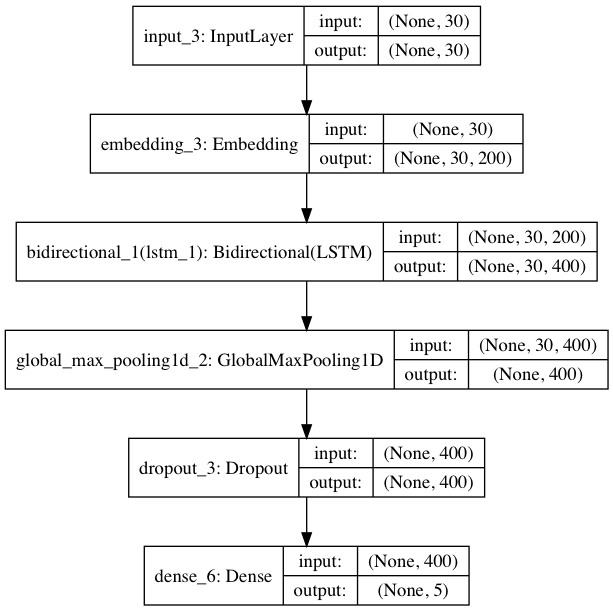 input_3: InputLayer
input: (None, 30)
output: (None, 30)
embedding_3: Embedding
input: (None, 30)
output: (None, 30, 200)
bidirectional_1(lstm_1): Bidirectional(LSTM)
input: (None, 30, 200)
output: (None, 30, 400)
global_max_pooling1d_2: GlobalMaxPooling1D
input: (None, 30, 400)
output: (None, 400)
dropout_3: Dropout
input: (None, 400)
output: (None, 400)
dense_6: Dense
input: (None, 400)
output: (None, 5)